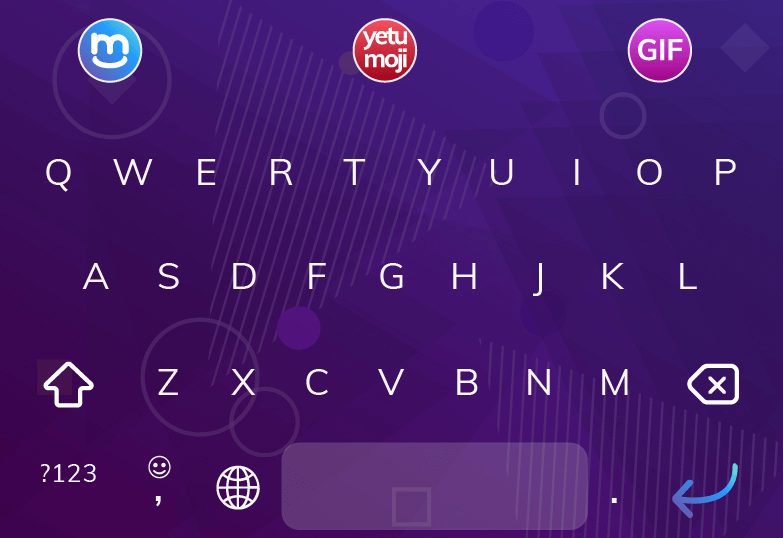 m yetu moji GIF
Q W E R T Y U I O P
A S D F G H J K L
Z X C V B N M
?123 , .